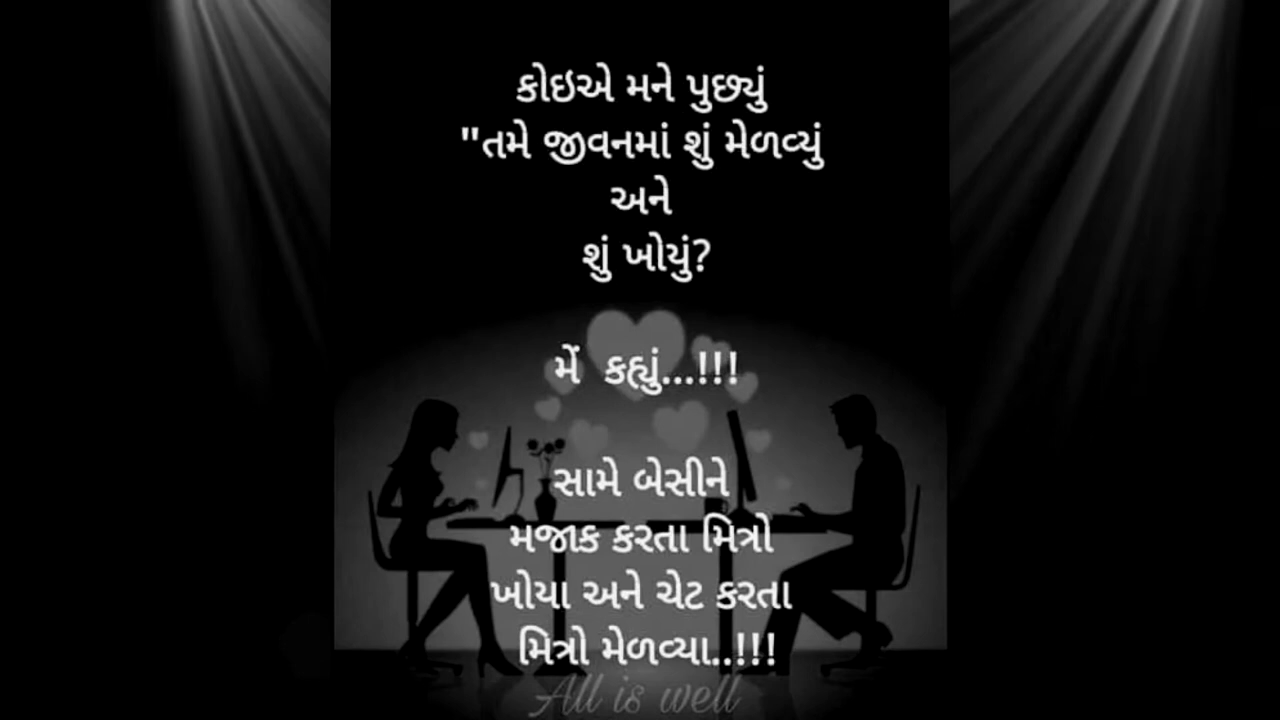 કોઇએ મને પુછ્યું
"તમે જીવનમાં શું મેળવ્યું
અને
શું ખોયું?
મેં  કહ્યું...!!!
સામે બેસીને
મજાક કરતા મિત્રો
ખોયા અને ચેટ કરતા
મિત્રો મેળવ્યા..!!!
All is well